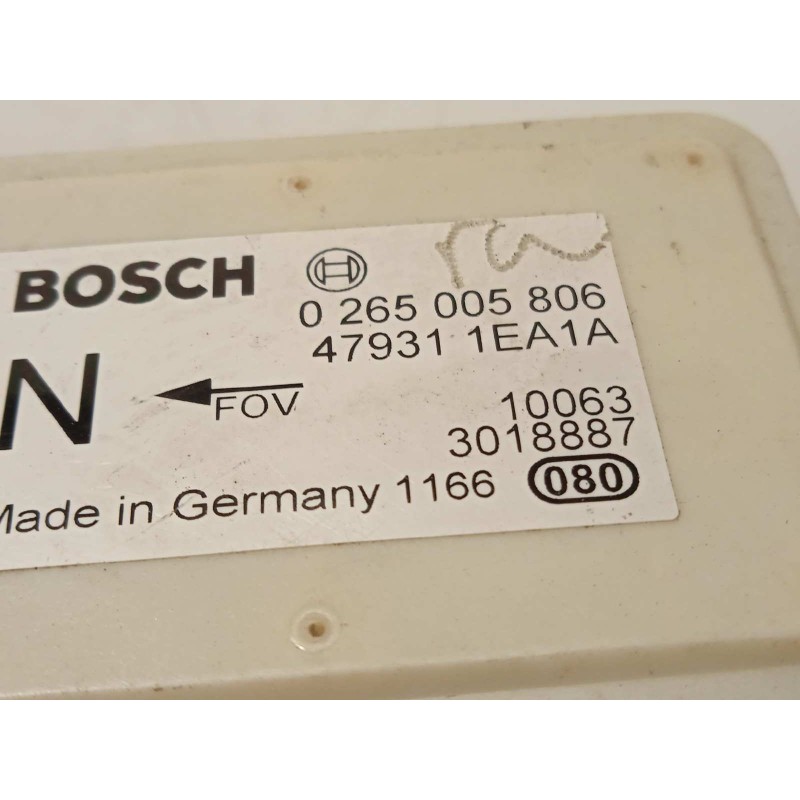 BOSCH
0 265 005 806
47931 1EA1A
N
FOV
10063
3018887
Made in Germany 1166
080